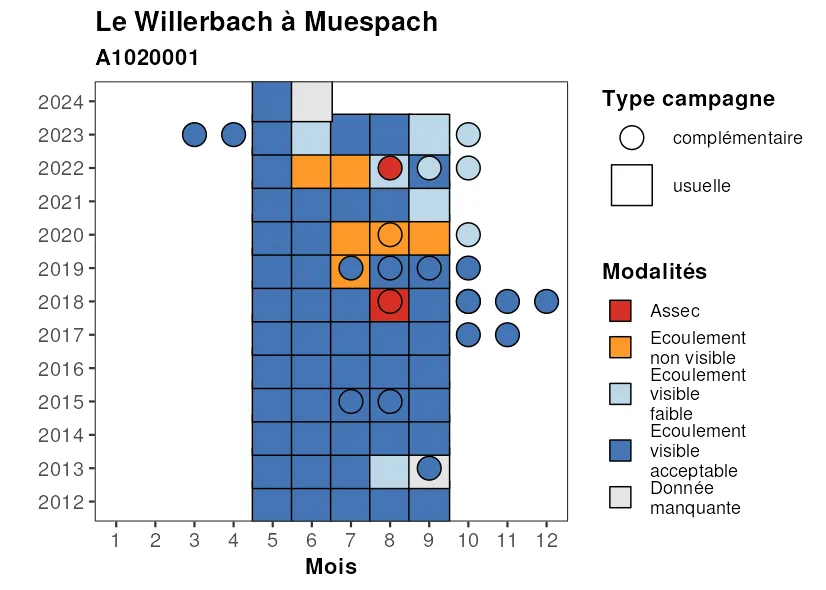 Le Willerbach à Muespach
A1020001
2024
2023
2022
2021
2020
2019
2018
2017
2016
2015
2014
2013
2012
1 2 3 4 5 6 7 8 9 10 11 12
Mois
Type campagne
complémentaire
usuelle
Modalités
Assec
Ecoulement
non visible
Ecoulement
visible
faible
Ecoulement
visible
acceptable
Donnée
manquante